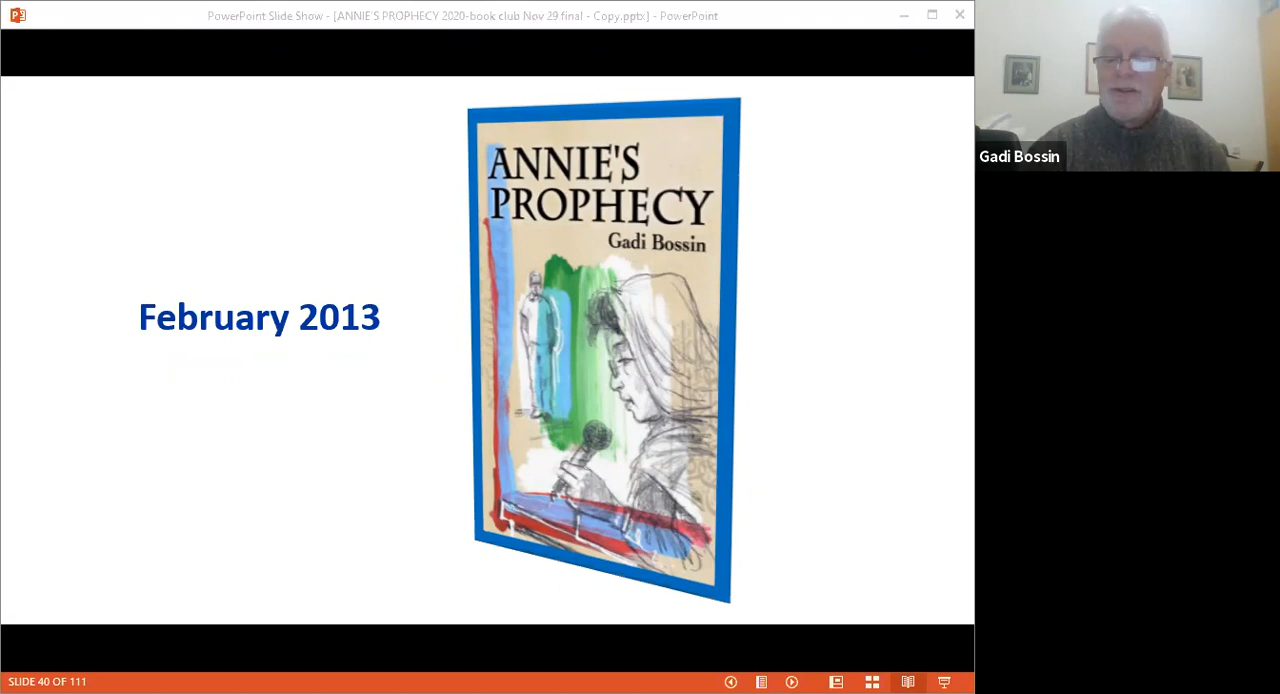 PowerPoint Slide Show - [ANNIE'S PROPHECY 2020-book club Nov 29 final - Copy.pptx] - PowerPoint
Gadi Bossin
February 2013
ANNIE'S
PROPHECY
Gadi Bossin
SLIDE 40 OF 111